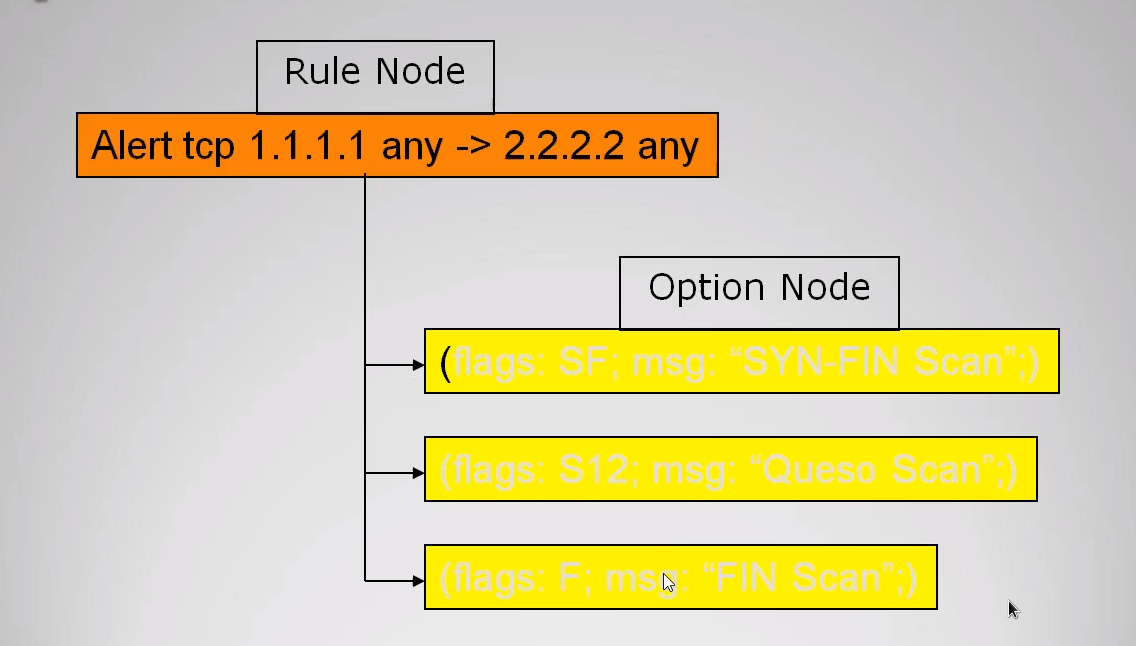 Rule Node
Alert tcp 1.1.1.1 any -> 2.2.2.2 any
Option Node
(flags: SF; msg: “SYN-FIN Scan”;)
(flags: S12; msg: “Queso Scan”;)
(flags: F; msg: “FIN Scan”;)